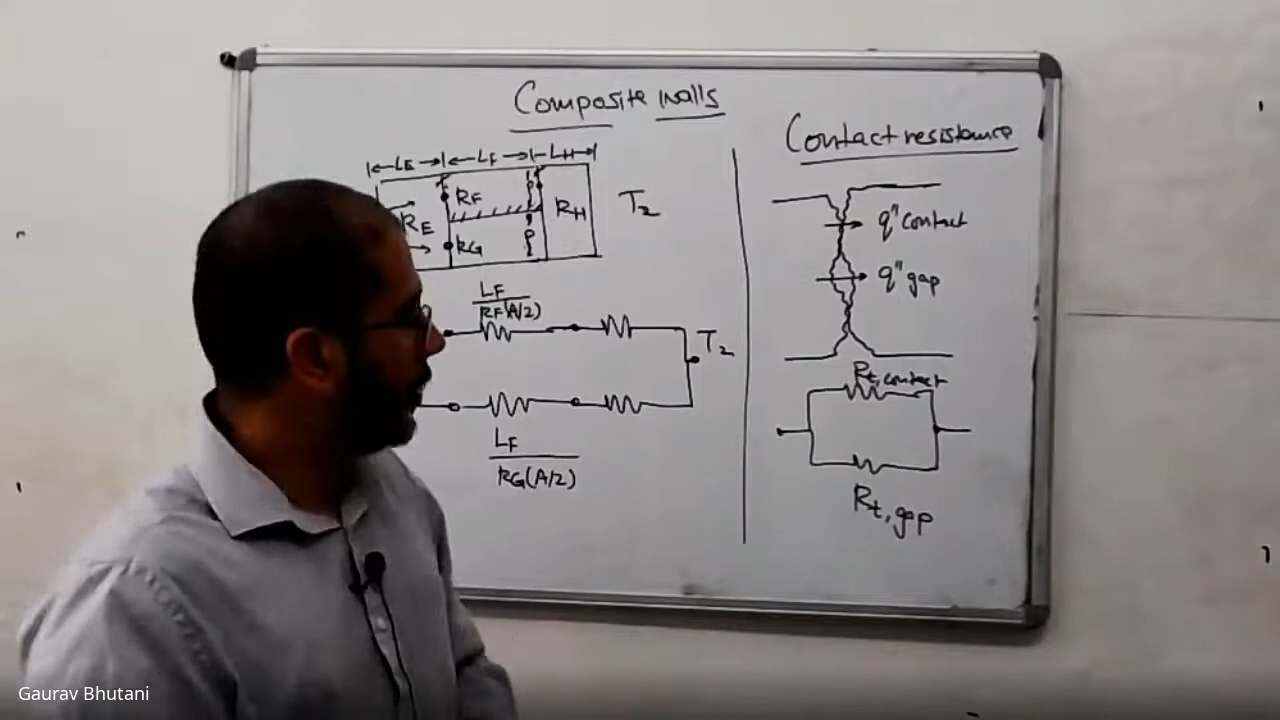 Composite walls
|←LE→|←LF→|←LH→|
RF
RE
RH
T2
RG
LF
RF(A/2)
T2
LF
RG(A/2)
Contact resistance
q" contact
q" gap
Rt,contact
Rt, gap
Gaurav Bhutani